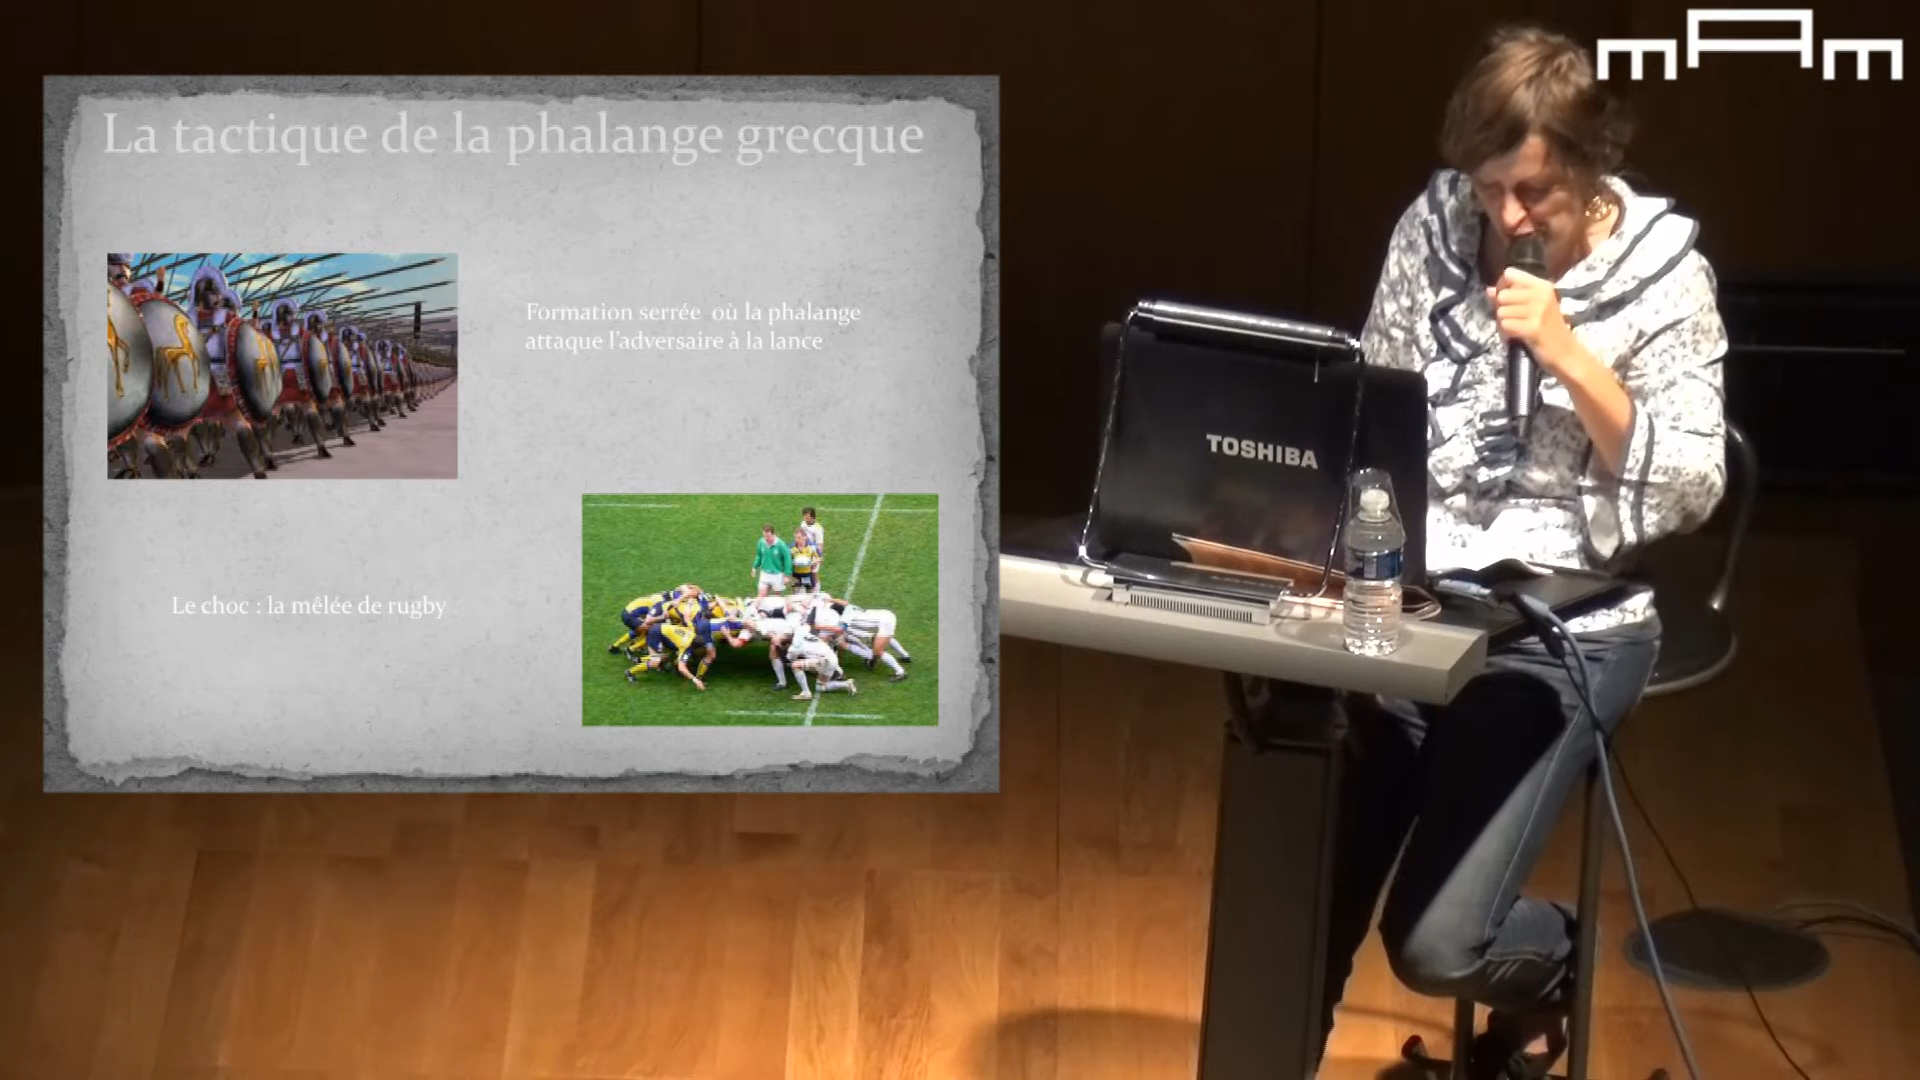 La tactique de la phalange grecque
Formation serrée où la phalange
attaque l'adversaire à la lance
Le choc : la mêlée de rugby
TOSHIBA
mAm